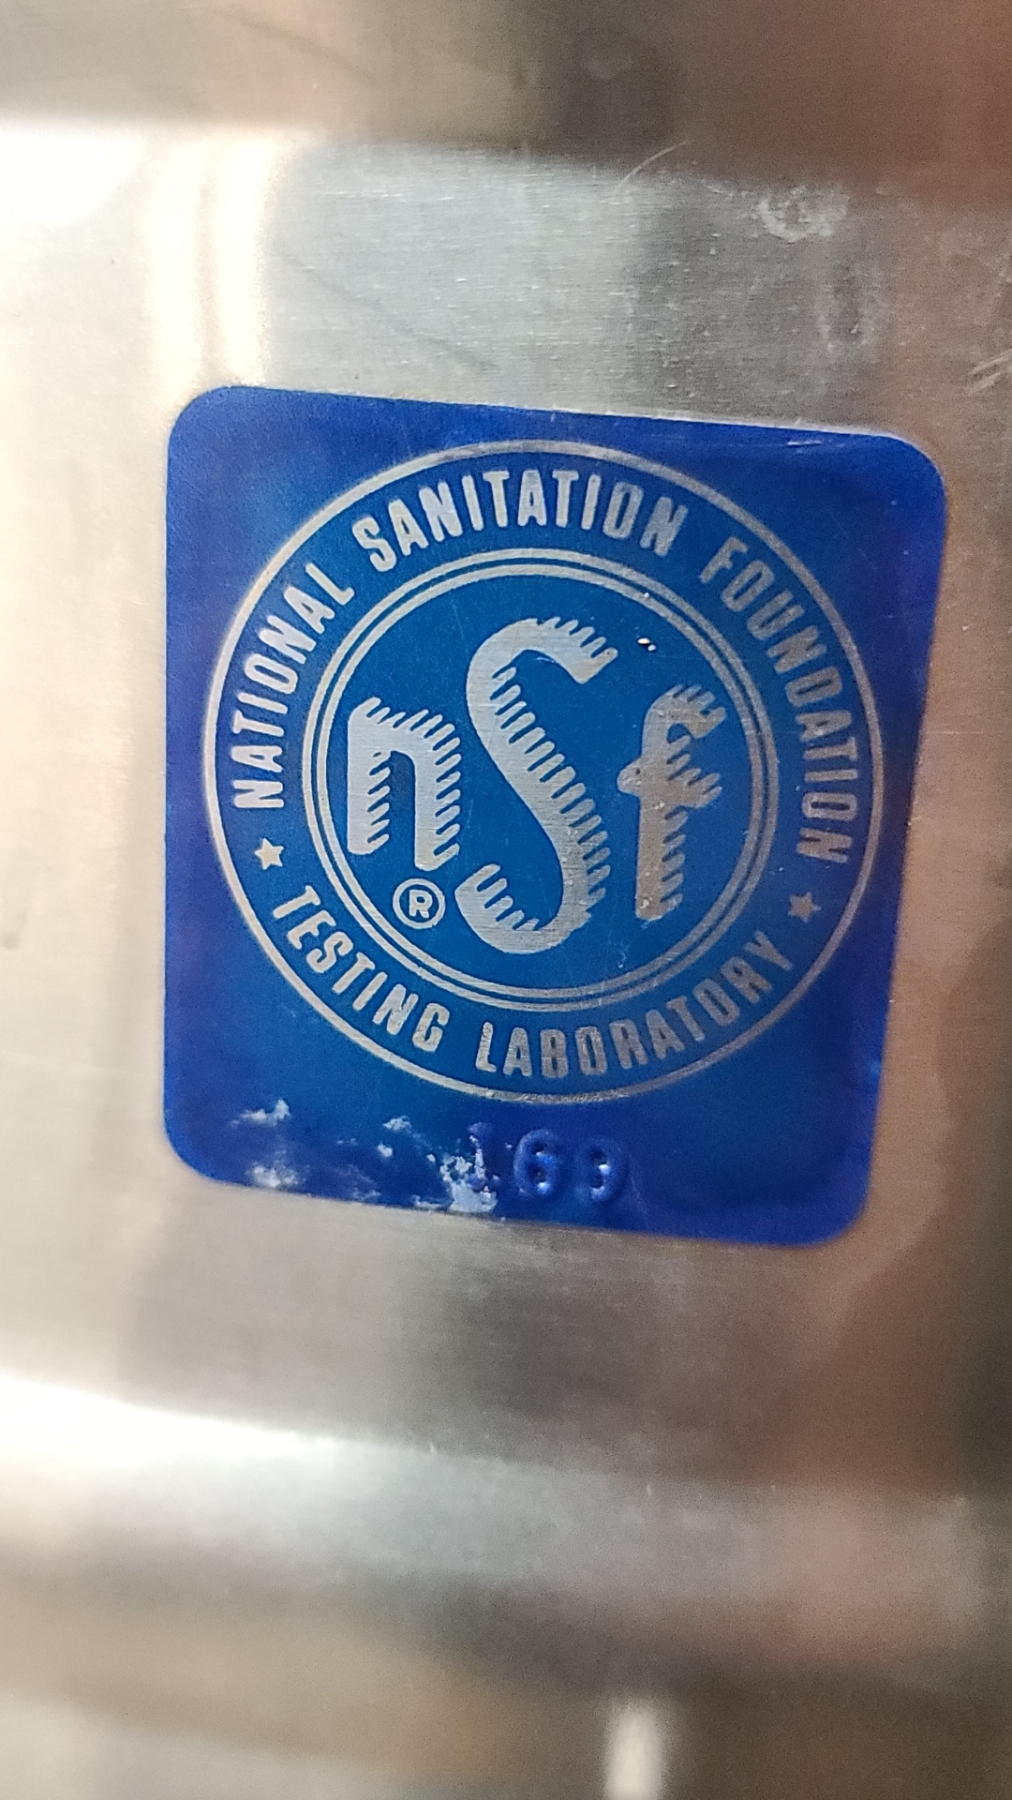 NATIONAL SANITATION FOUNDATION
nSf
®
TESTING LABORATORY
169